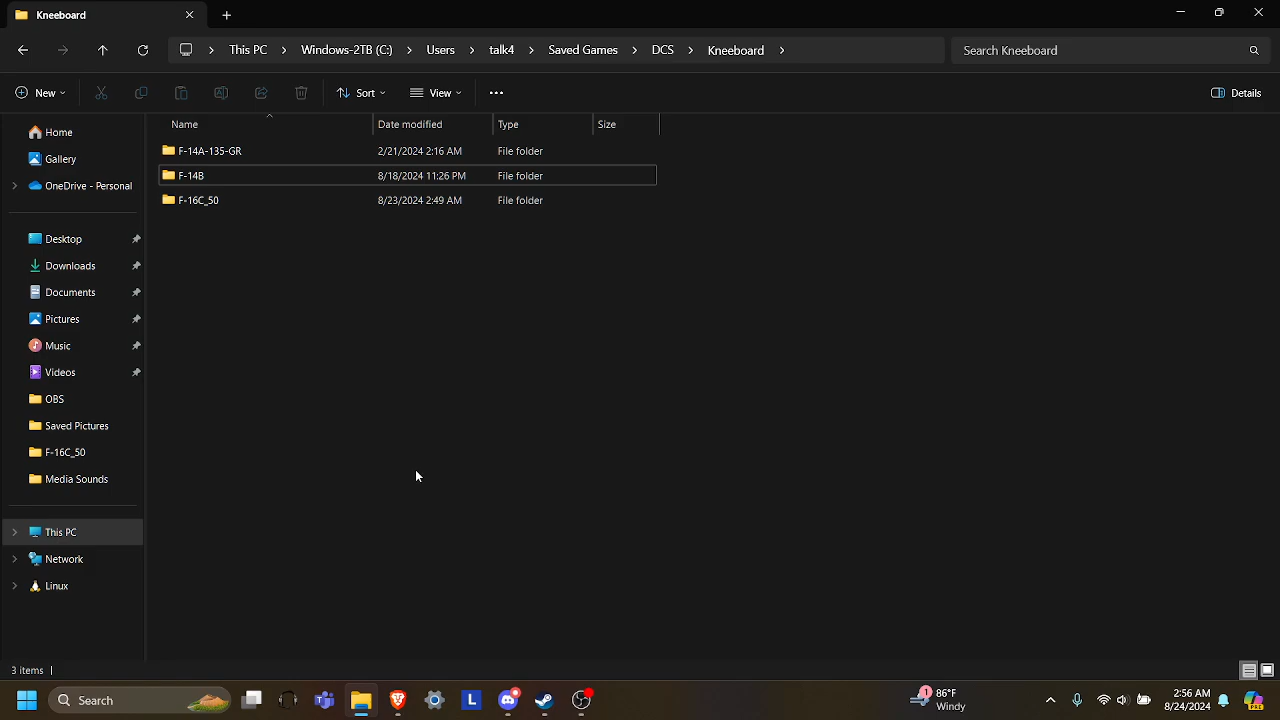 Kneeboard
This PC > Windows-2TB (C:) > Users > talk4 > Saved Games > DCS > Kneeboard >
Search Kneeboard
New
Sort
View
Details
Name Date modified Type Size
F-14A-135-GR 2/21/2024 2:16 AM File folder
F-14B 8/18/2024 11:26 PM File folder
F-16C_50 8/23/2024 2:49 AM File folder
Home
Gallery
OneDrive - Personal
Desktop
Downloads
Documents
Pictures
Music
Videos
OBS
Saved Pictures
F-16C_50
Media Sounds
This PC
Network
Linux
3 items
Search
L
1
86°F
Windy
2:56 AM
8/24/2024
PRE